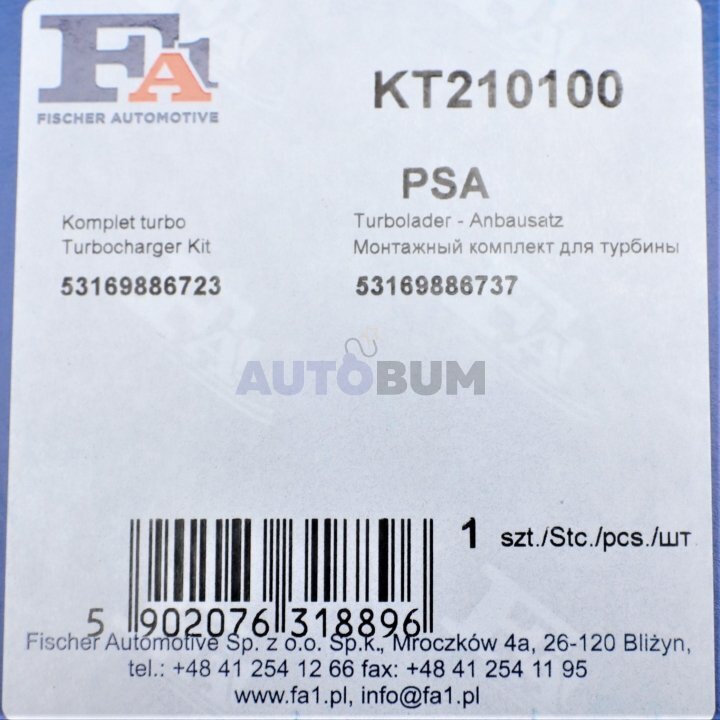 FA1
FISCHER AUTOMOTIVE
KT210100
PSA
Komplet turbo
Turbocharger Kit
53169886723
Turbolader - Anbausatz
Монтажный комплект для турбины
53169886737
AUTOBUM
1 szt./Stc./pcs./шт
5 902076 318896
Fischer Automotive Sp. z o.o. Sp.k., Mroczków 4a, 26-120 Bliżyn,
tel.: +48 41 254 12 66 fax: +48 41 254 11 95
www.fa1.pl, info@fa1.pl